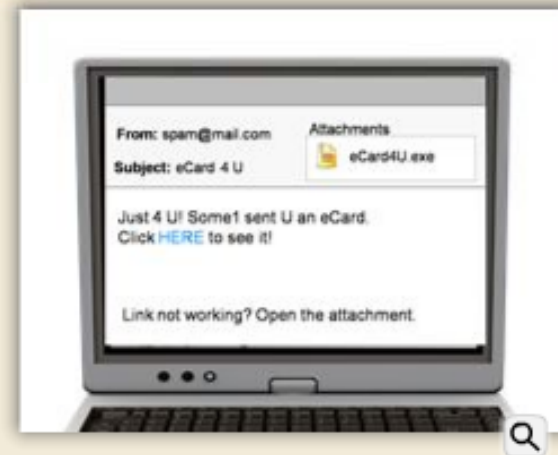 From: spam@mail.com
Attachments
eCard4U.exe
Subject: eCard 4 U
Just 4 U! Some1 sent U an eCard.
Click HERE to see it!
Link not working? Open the attachment.